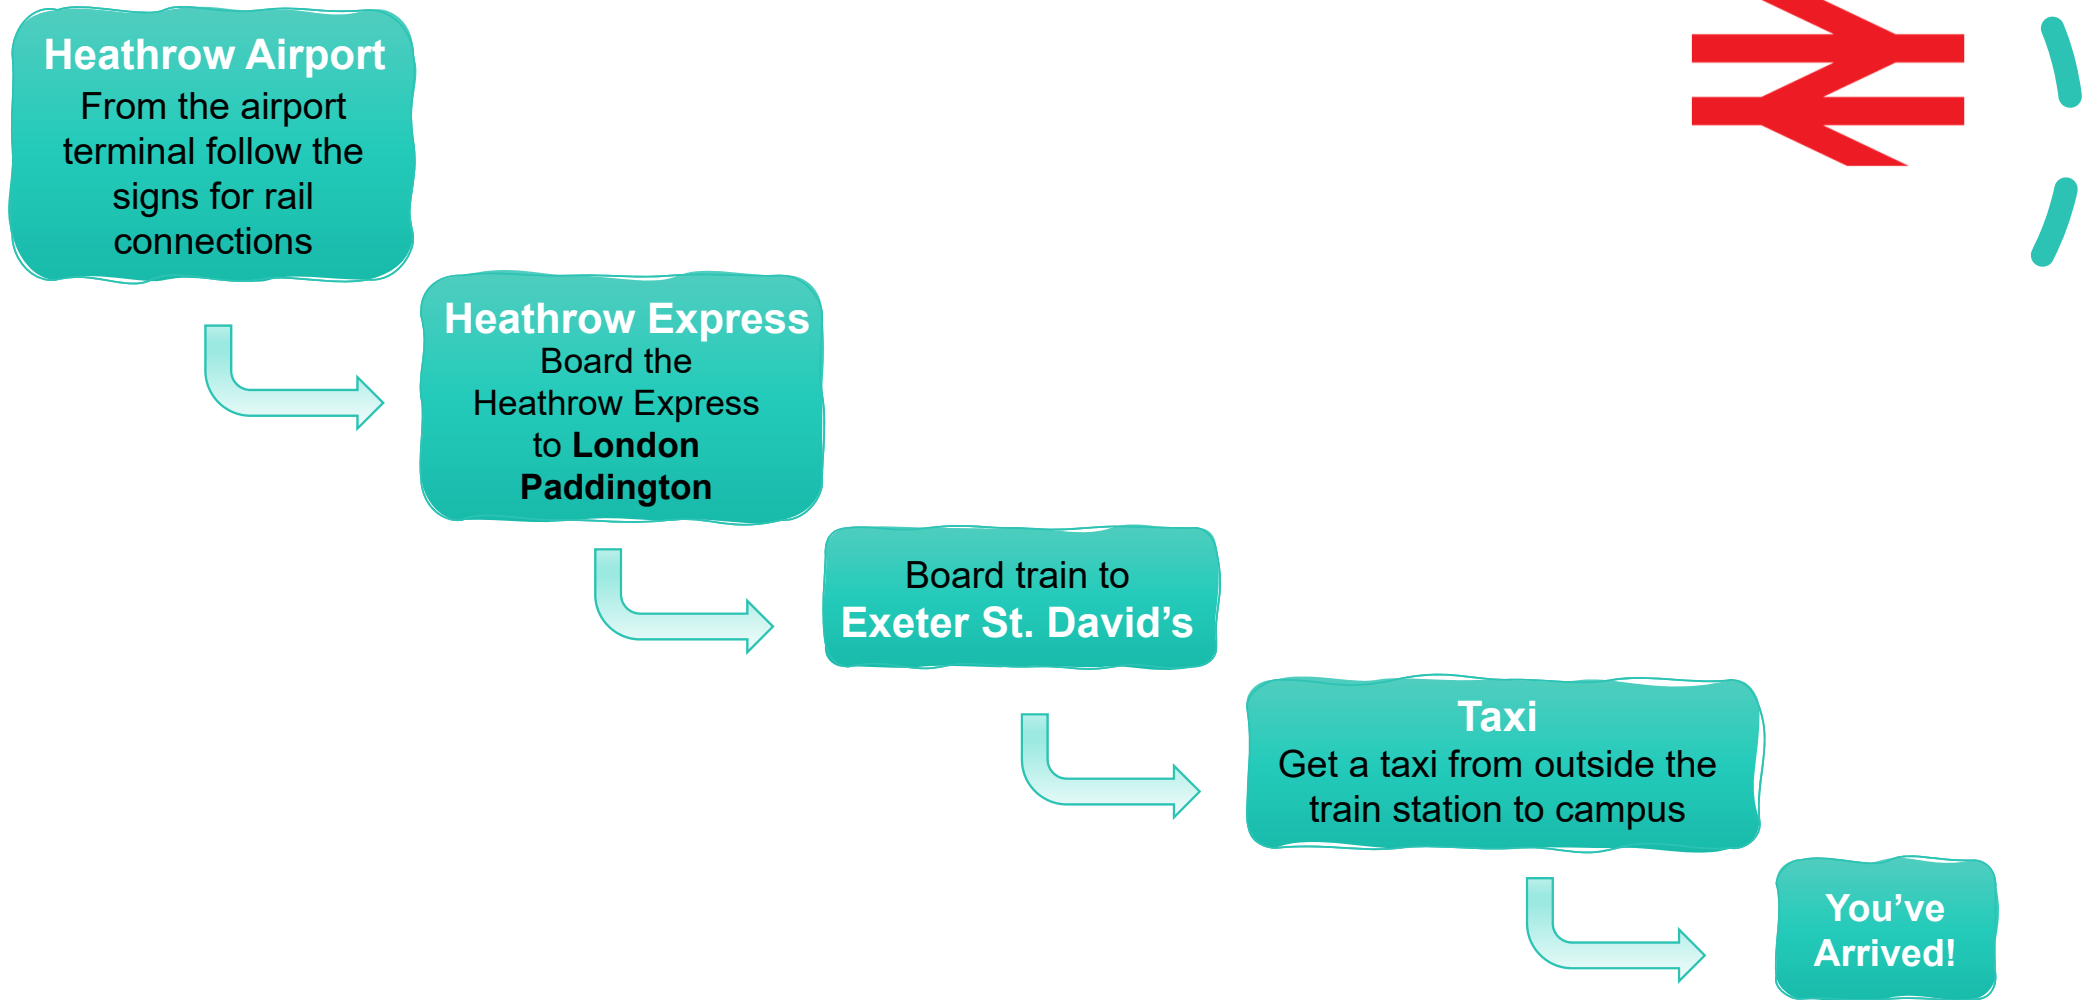 Heathrow Airport
From the airport
terminal follow the
signs for rail
connections
Heathrow Express
Board the
Heathrow Express
to London
Paddington
Board train to
Exeter St. David’s
Taxi
Get a taxi from outside the
train station to campus
You’ve
Arrived!